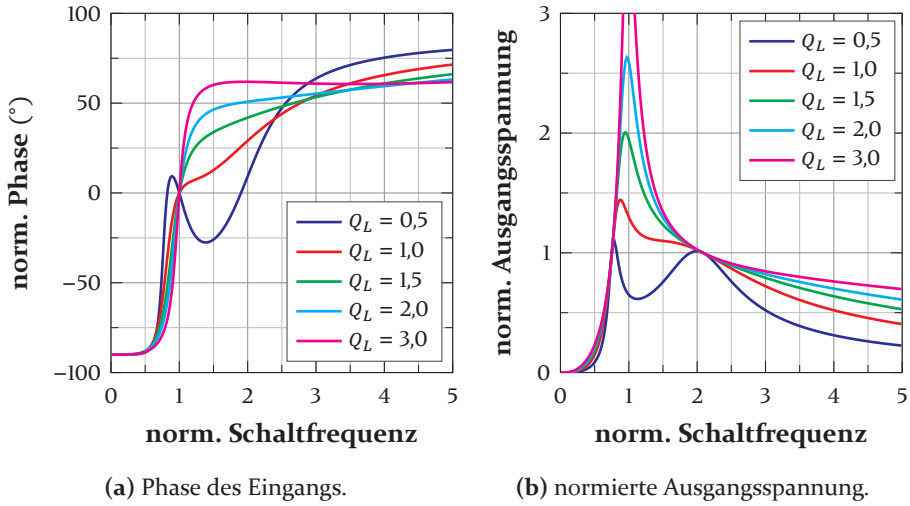 norm. Phase (°)
100
50
0
−50
−100
0 1 2 3 4 5
norm. Schaltfrequenz
Q_L = 0,5
Q_L = 1,0
Q_L = 1,5
Q_L = 2,0
Q_L = 3,0
(a) Phase des Eingangs.
norm. Ausgangsspannung
3
2
1
0
0 1 2 3 4 5
norm. Schaltfrequenz
Q_L = 0,5
Q_L = 1,0
Q_L = 1,5
Q_L = 2,0
Q_L = 3,0
(b) normierte Ausgangsspannung.